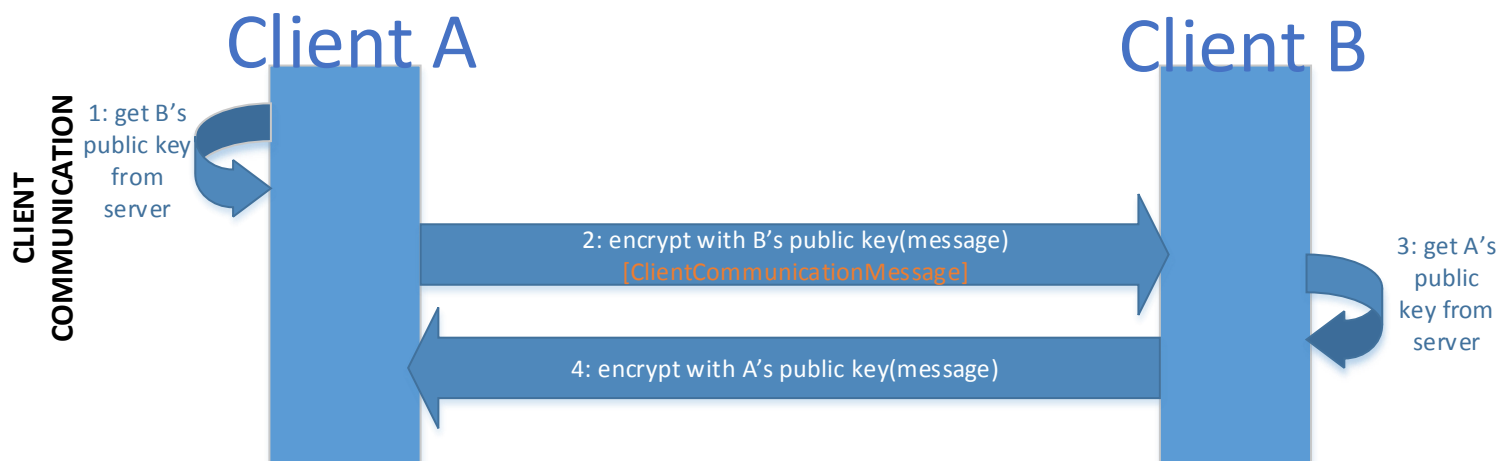 Client A
Client B
CLIENT
COMMUNICATION
1: get B’s
public key
from
server
2: encrypt with B’s public key(message)
[ClientCommunicationMessage]
3: get A’s
public
key from
server
4: encrypt with A’s public key(message)